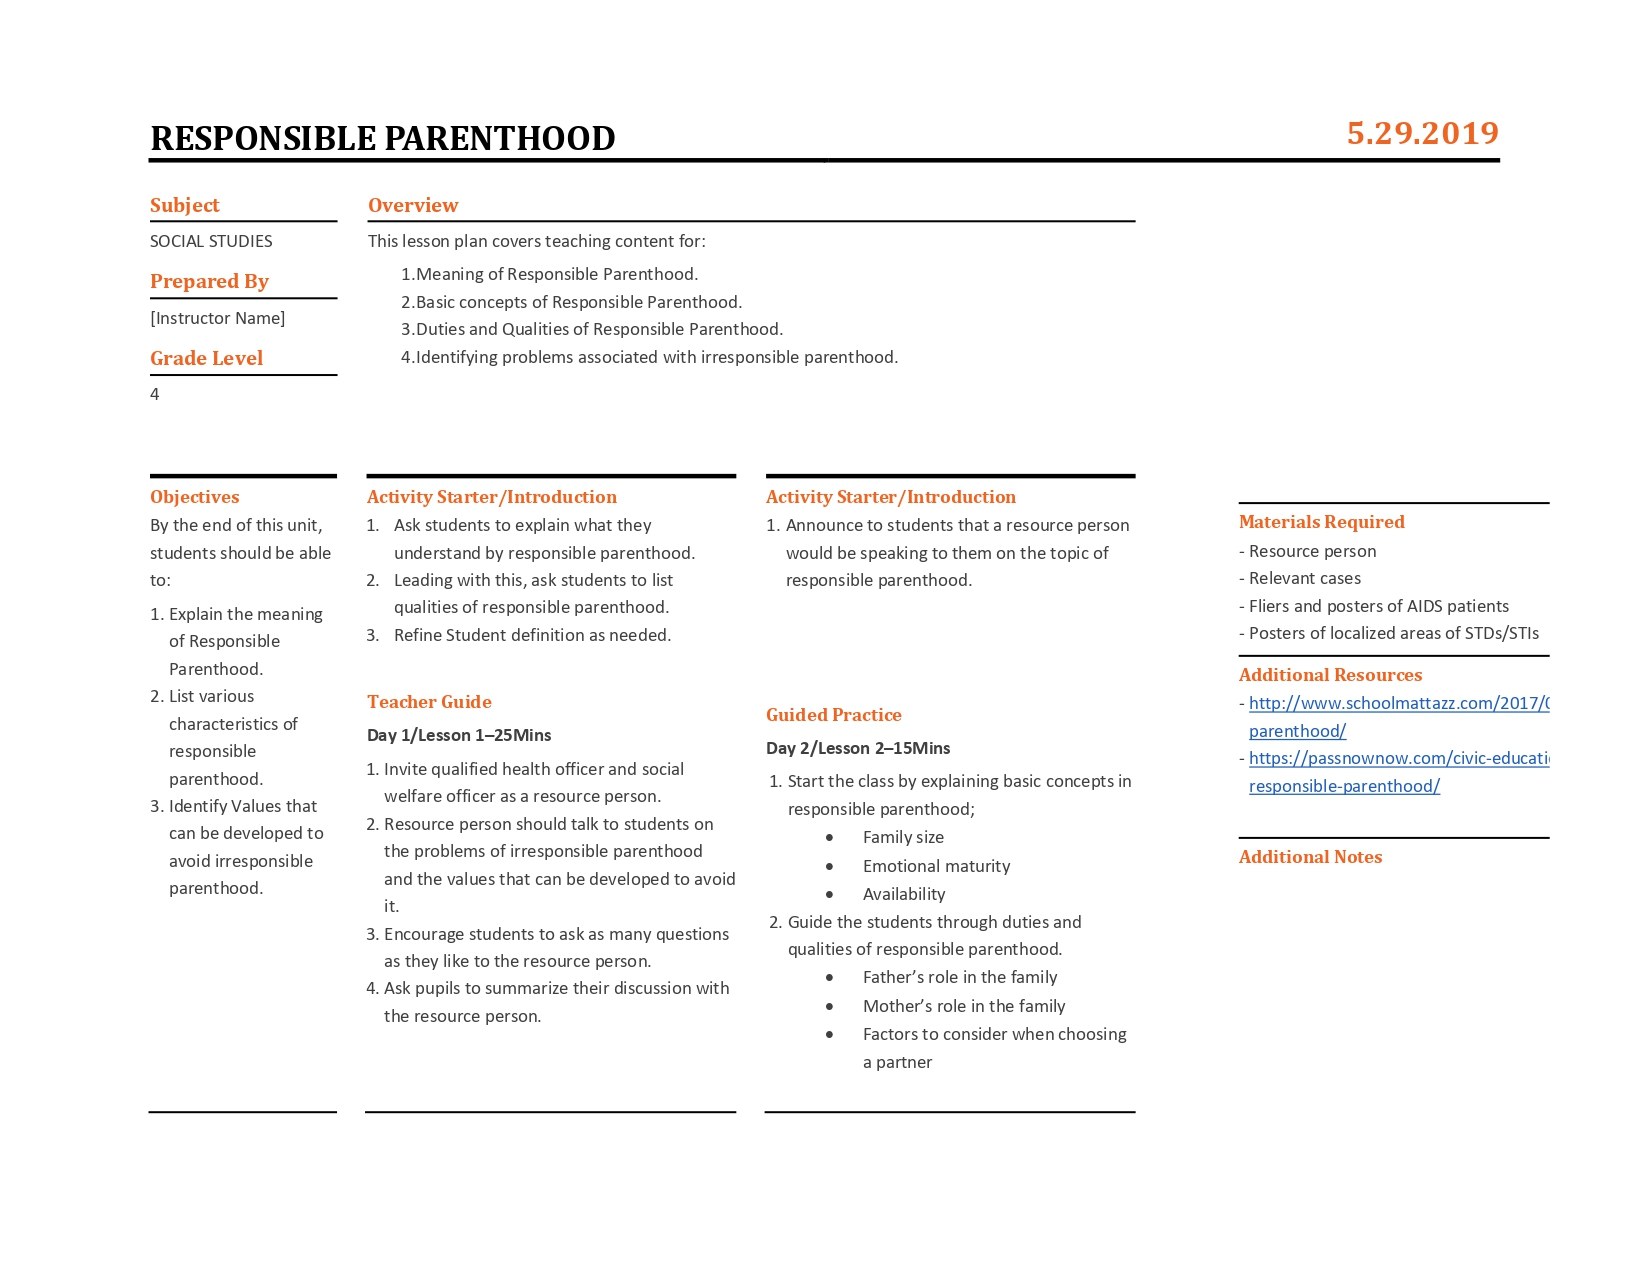 RESPONSIBLE PARENTHOOD
5.29.2019
Subject
SOCIAL STUDIES
Prepared By
[Instructor Name]
Grade Level
4
Overview
This lesson plan covers teaching content for:
1.Meaning of Responsible Parenthood.
2.Basic concepts of Responsible Parenthood.
3.Duties and Qualities of Responsible Parenthood.
4.Identifying problems associated with irresponsible parenthood.
Objectives
By the end of this unit,
students should be able
to:
1. Explain the meaning
of Responsible
Parenthood.
2. List various
characteristics of
responsible
parenthood.
3. Identify Values that
can be developed to
avoid irresponsible
parenthood.
Activity Starter/Introduction
1. Ask students to explain what they
understand by responsible parenthood.
2. Leading with this, ask students to list
qualities of responsible parenthood.
3. Refine Student definition as needed.
Teacher Guide
Day 1/Lesson 1–25Mins
1. Invite qualified health officer and social
welfare officer as a resource person.
2. Resource person should talk to students on
the problems of irresponsible parenthood
and the values that can be developed to avoid
it.
3. Encourage students to ask as many questions
as they like to the resource person.
4. Ask pupils to summarize their discussion with
the resource person.
Activity Starter/Introduction
1. Announce to students that a resource person
would be speaking to them on the topic of
responsible parenthood.
Guided Practice
Day 2/Lesson 2–15Mins
1. Start the class by explaining basic concepts in
responsible parenthood;
• Family size
• Emotional maturity
• Availability
2. Guide the students through duties and
qualities of responsible parenthood.
• Father’s role in the family
• Mother’s role in the family
• Factors to consider when choosing
a partner
Materials Required
- Resource person
- Relevant cases
- Fliers and posters of AIDS patients
- Posters of localized areas of STDs/STIs
Additional Resources
- http://www.schoolmattazz.com/2017/
parenthood/
- https://passnownow.com/civic-educati
responsible-parenthood/
Additional Notes